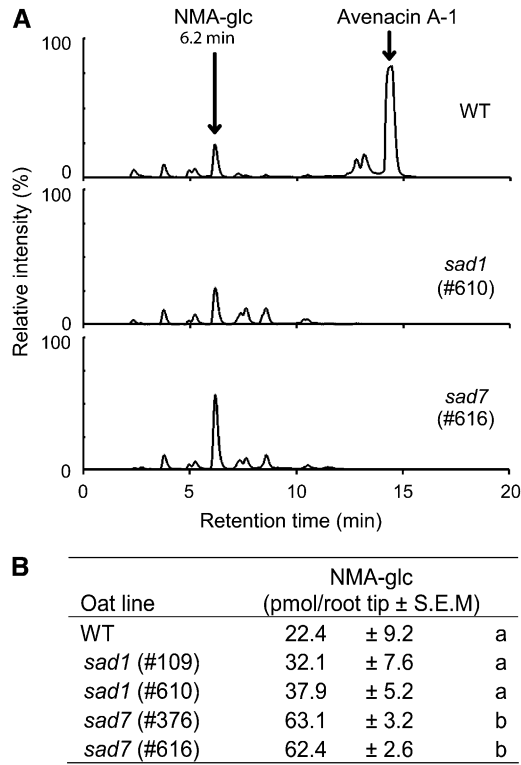 A
NMA-glc
6.2 min
Avenacin A-1
Relative intensity (%)
100
0
WT
100
0
sad1
(#610)
100
0
sad7
(#616)
0 5 10 15 20
Retention time (min)
B
NMA-glc
Oat line (pmol/root tip ± S.E.M)
WT 22.4 ± 9.2 a
sad1 (#109) 32.1 ± 7.6 a
sad1 (#610) 37.9 ± 5.2 a
sad7 (#376) 63.1 ± 3.2 b
sad7 (#616) 62.4 ± 2.6 b